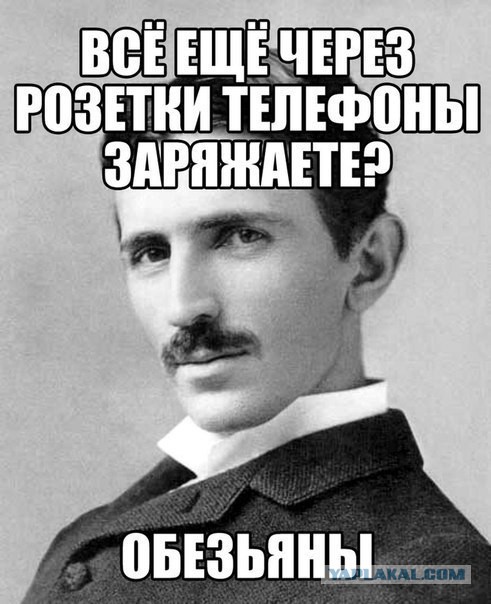 ВСЁ ЕЩЁ ЧЕРЕЗ
РОЗЕТКИ ТЕЛЕФОНЫ
ЗАРЯЖАЕТЕ?
ОБЕЗЬЯНЫ
YAPLAKAL.COM